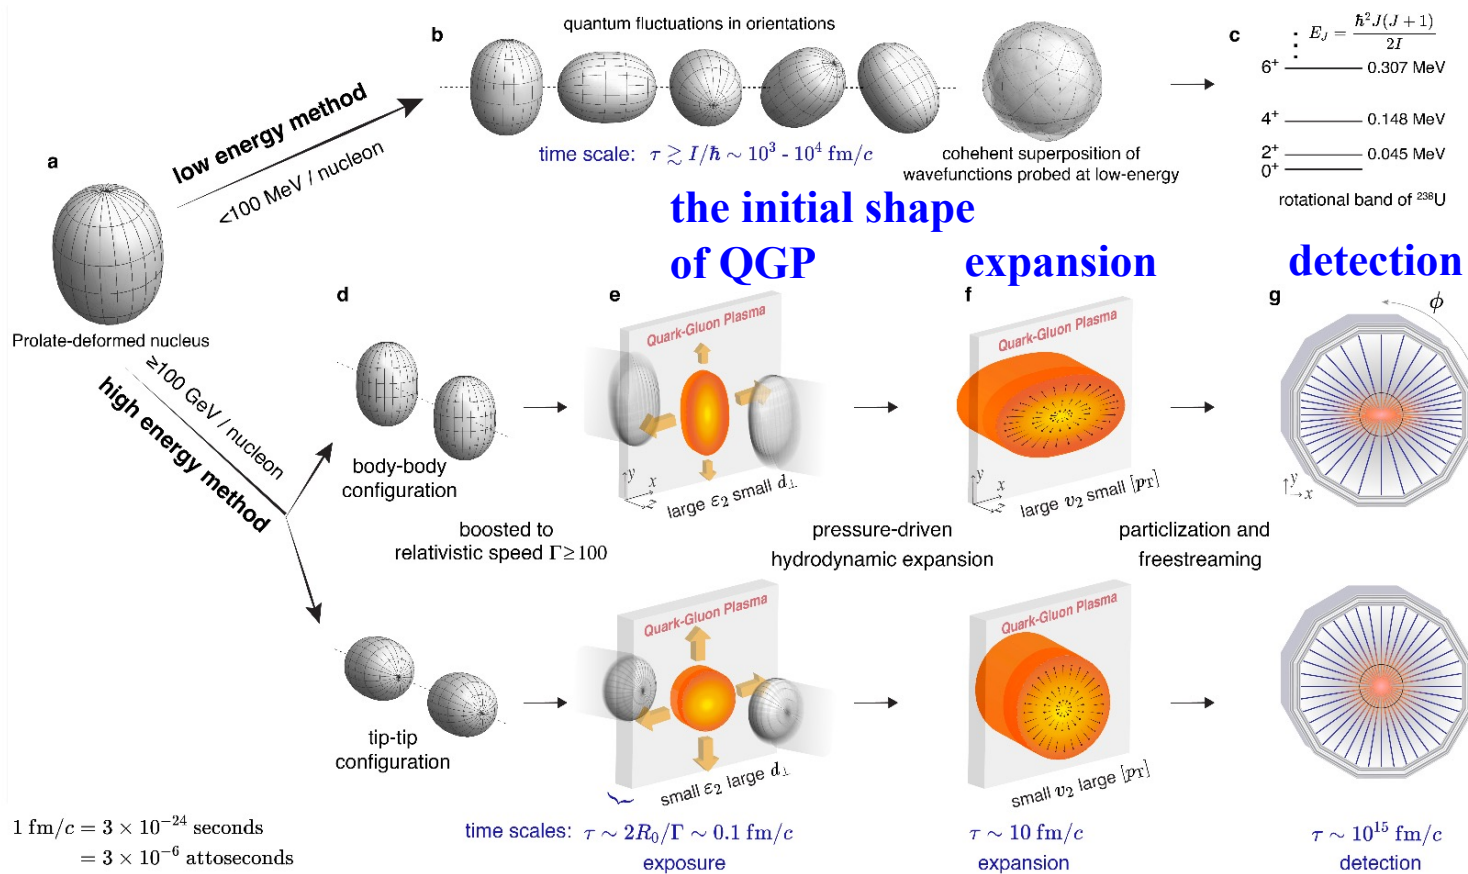 b
quantum fluctuations in orientations
time scale: τ ≳ I/ħ ∼ 10³ - 10⁴ fm/c
cohehent superposition of
wavefunctions probed at low-energy
c
E_J = ħ²J(J + 1) / 2I
6⁺ 0.307 MeV
4⁺ 0.148 MeV
2⁺ 0.045 MeV
0⁺
rotational band of ²³⁸U
low energy method
<100 MeV / nucleon
a
Prolate-deformed nucleus
≥100 GeV / nucleon
high energy method
the initial shape
of QGP
expansion
detection
d
body-body
configuration
boosted to
relativistic speed Γ≥100
tip-tip
configuration
e
Quark-Gluon Plasma
y
x
z
large ε₂ small d⊥
pressure-driven
hydrodynamic expansion
f
Quark-Gluon Plasma
y
x
z
large v₂ small [p_T]
particlization and
freestreaming
g
ϕ
y
x
Quark-Gluon Plasma
small ε₂ large d⊥
Quark-Gluon Plasma
small v₂ large [p_T]
1 fm/c = 3 × 10⁻²⁴ seconds
= 3 × 10⁻⁶ attoseconds
time scales: τ ∼ 2R₀/Γ ∼ 0.1 fm/c
exposure
τ ∼ 10 fm/c
expansion
τ ∼ 10¹⁵ fm/c
detection